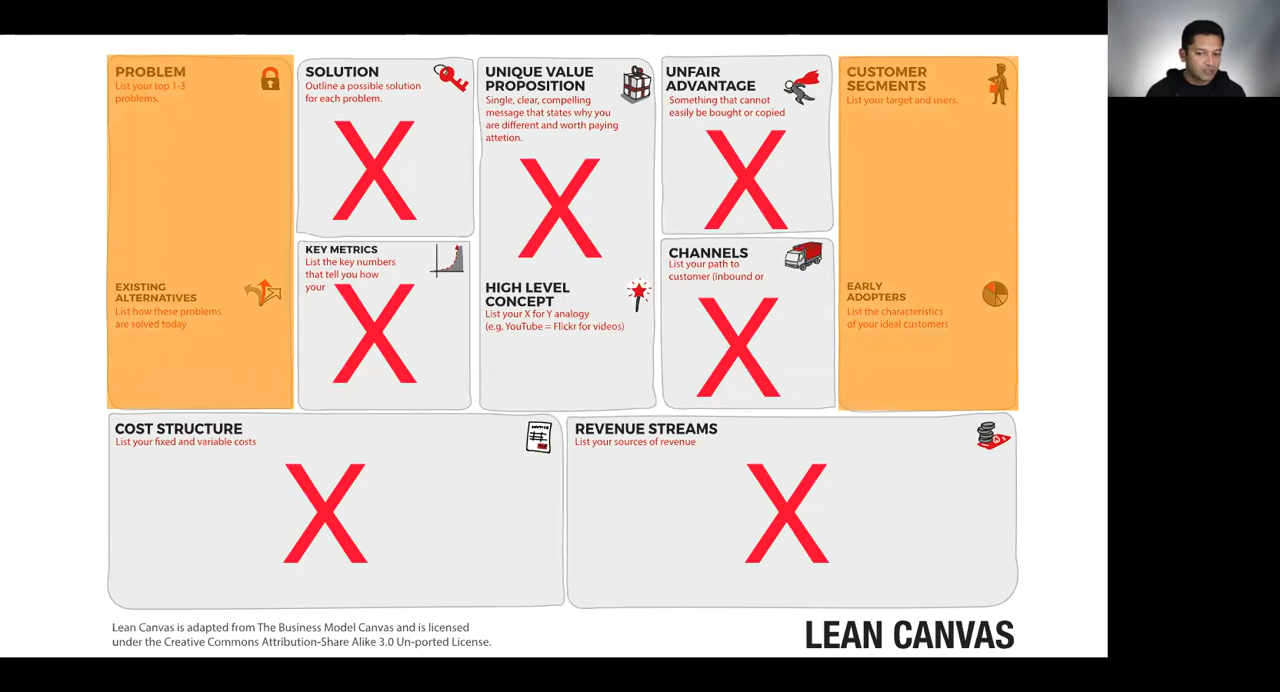 PROBLEM
List your top 1-3
problems.
EXISTING
ALTERNATIVES
List how these problems
are solved today
SOLUTION
Outline a possible solution
for each problem.
X
KEY METRICS
List the key numbers
that tell you how
your
X
UNIQUE VALUE
PROPOSITION
Single, clear, compelling
message that states why you
are different and worth paying
attetion.
X
HIGH LEVEL
CONCEPT
List your X for Y analogy
(e.g. YouTube = Flickr for videos)
UNFAIR
ADVANTAGE
Something that cannot
easily be bought or copied
X
CHANNELS
List your path to
customer (inbound or
X
CUSTOMER
SEGMENTS
List your target and users.
EARLY
ADOPTERS
List the characteristics
of your ideal customers
COST STRUCTURE
List your fixed and variable costs
X
REVENUE STREAMS
List your sources of revenue
X
Lean Canvas is adapted from The Business Model Canvas and is licensed
under the Creative Commons Attribution-Share Alike 3.0 Un-ported License.
LEAN CANVAS